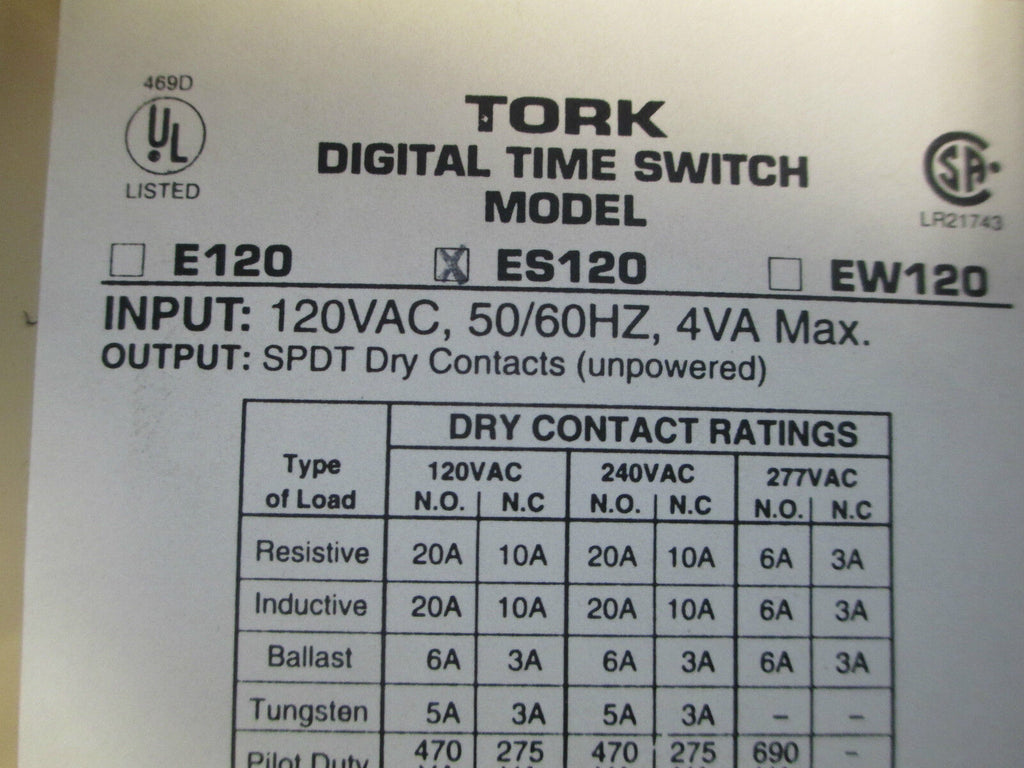 469D
UL
LISTED
TORK
DIGITAL TIME SWITCH
MODEL
SA
LR21743
E120 ES120 EW120
INPUT: 120VAC, 50/60HZ, 4VA Max.
OUTPUT: SPDT Dry Contacts (unpowered)
DRY CONTACT RATINGS
Type of Load 120VAC 240VAC 277VAC
N.O. N.C N.O. N.C N.O. N.C
Resistive 20A 10A 20A 10A 6A 3A
Inductive 20A 10A 20A 10A 6A 3A
Ballast 6A 3A 6A 3A 6A 3A
Tungsten 5A 3A 5A 3A – –
Pilot Duty 470 275 470 275 690 –